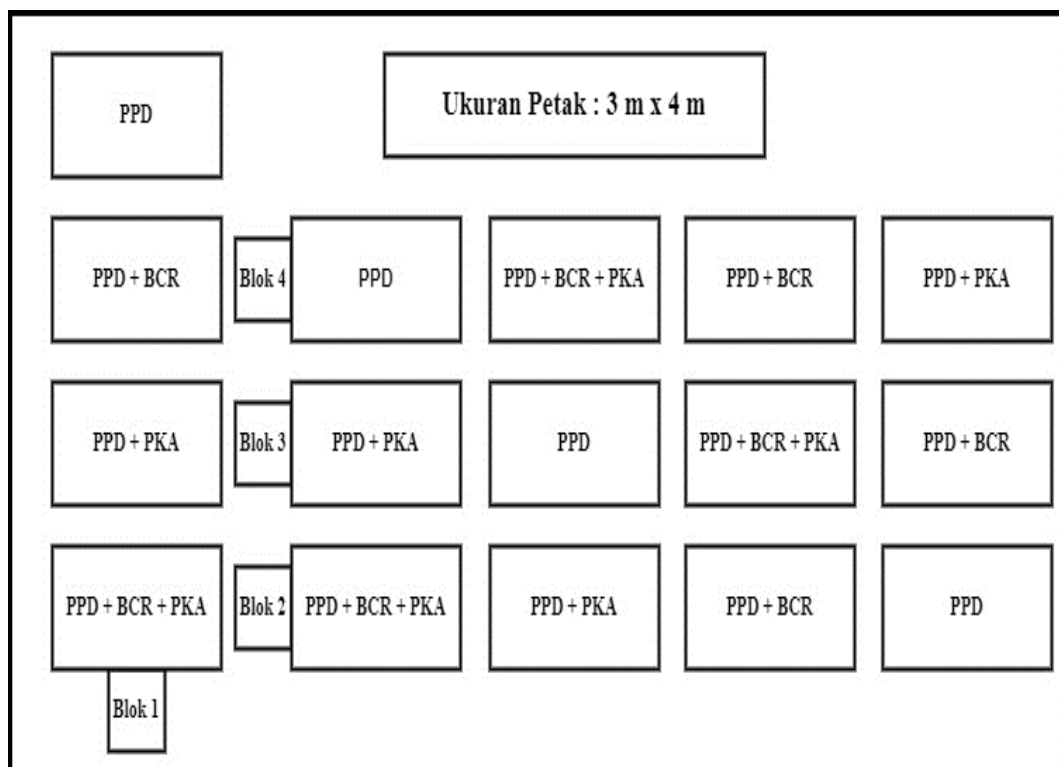 PPD
Ukuran Petak : 3 m x 4 m
PPD + BCR
Blok 4
PPD
PPD + BCR + PKA
PPD + BCR
PPD + PKA
PPD + PKA
Blok 3
PPD + PKA
PPD
PPD + BCR + PKA
PPD + BCR
PPD + BCR + PKA
Blok 2
PPD + BCR + PKA
PPD + PKA
PPD + BCR
PPD
Blok 1